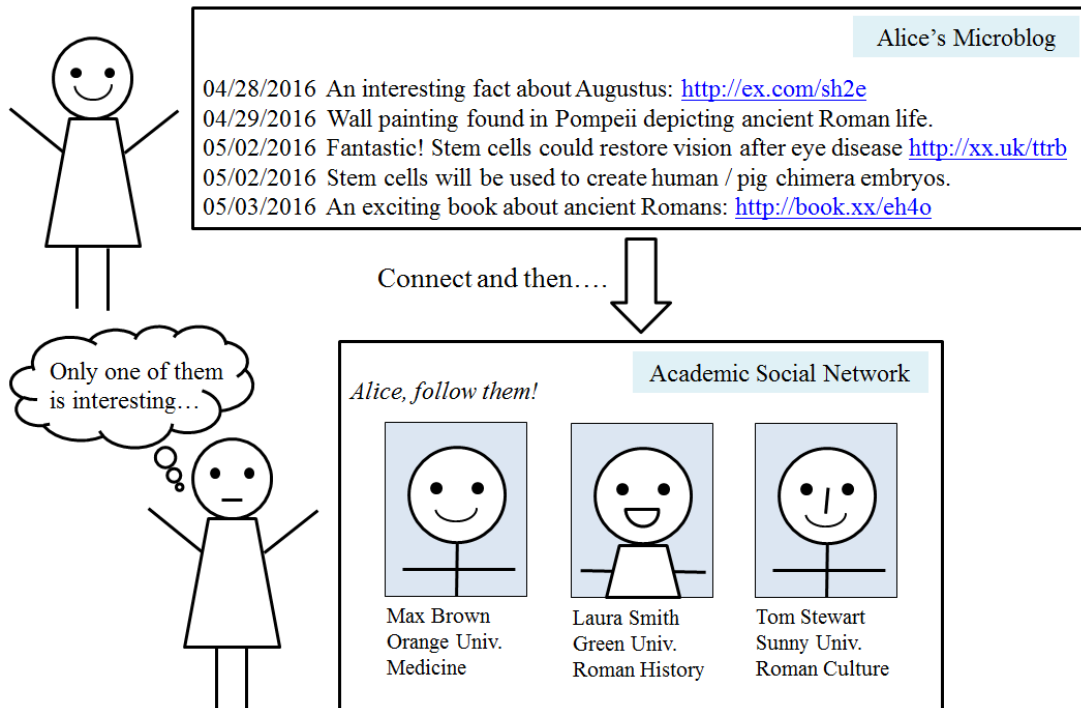 Alice’s Microblog
04/28/2016 An interesting fact about Augustus: http://ex.com/sh2e
04/29/2016 Wall painting found in Pompeii depicting ancient Roman life.
05/02/2016 Fantastic! Stem cells could restore vision after eye disease http://xx.uk/ttrb
05/02/2016 Stem cells will be used to create human / pig chimera embryos.
05/03/2016 An exciting book about ancient Romans: http://book.xx/eh4o
Connect and then….
Only one of them
is interesting…
Academic Social Network
Alice, follow them!
Max Brown
Orange Univ.
Medicine
Laura Smith
Green Univ.
Roman History
Tom Stewart
Sunny Univ.
Roman Culture